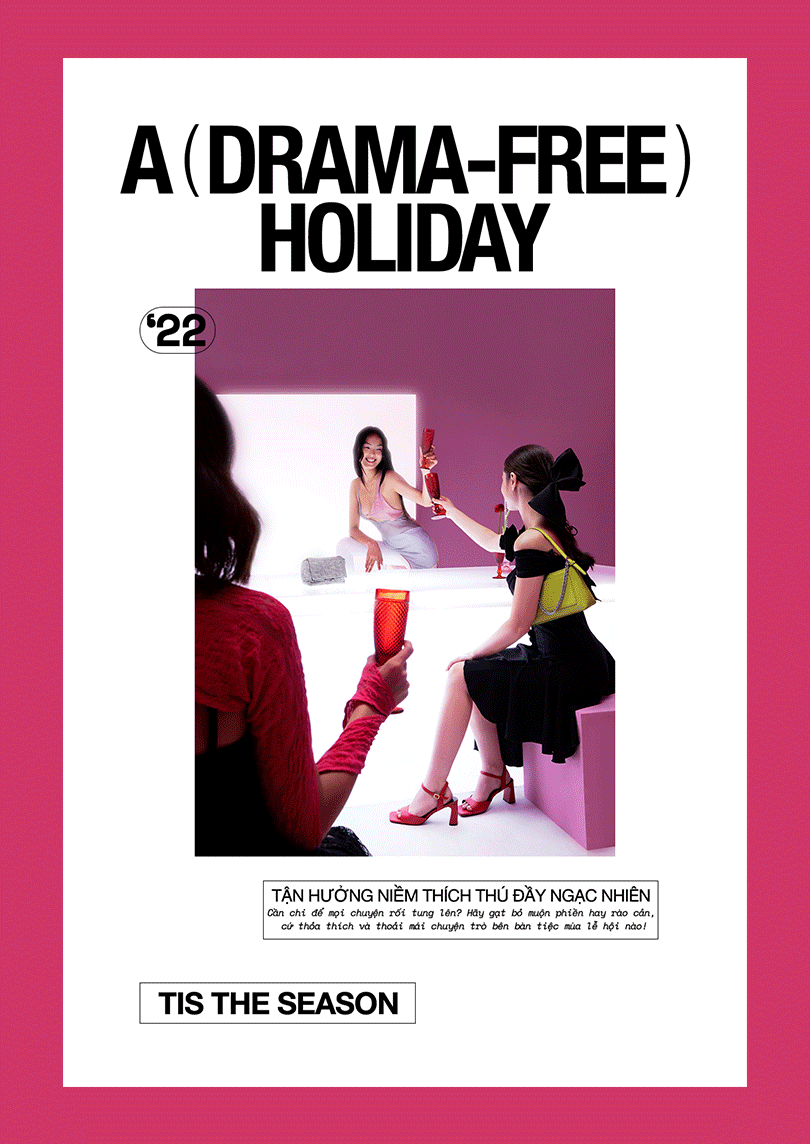 A (DRAMA-FREE)
HOLIDAY
‘22
TẬN HƯỞNG NIỀM THÍCH THÚ ĐẦY NGẠC NHIÊN
Cần chi để mọi chuyện rối tung lên? Hãy gạt bỏ muộn phiền hay rào cản,
cứ thỏa thích và thoải mái chuyện trò bên bàn tiệc mùa lễ hội nào!
TIS THE SEASON